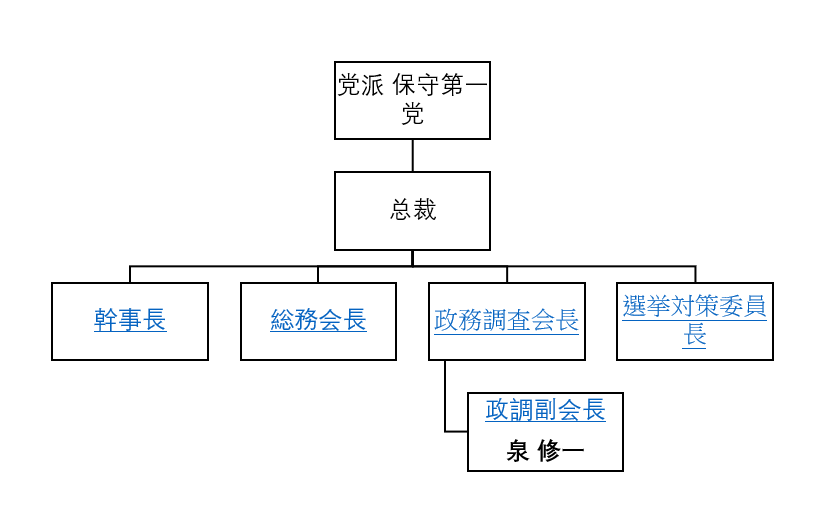 党派 保守第一
党
总裁
幹事長
総務会長
政務調査会長
選挙対策委員
長
政調副会長
泉 修一